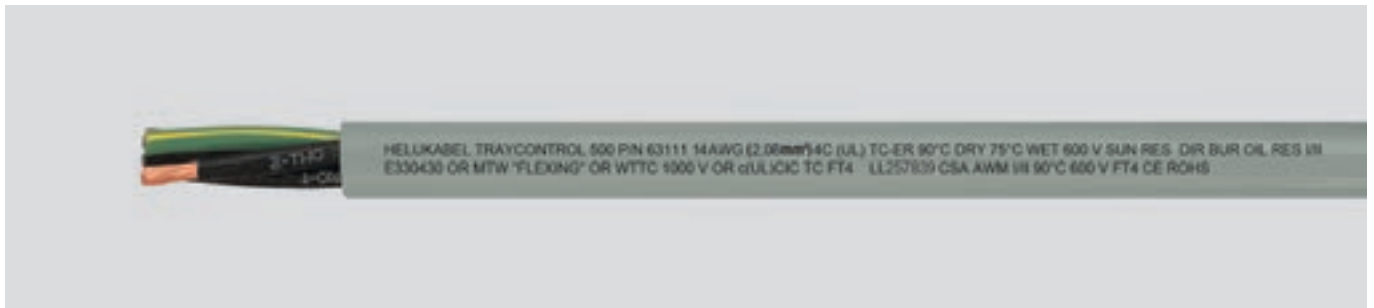 HELUKABEL TRAYCONTROL 500 P/N 63111 14AWG (2.08mm²)4C (UL) TC-ER 90°C DRY 75°C WET 600 V SUN RES DIR BUR OIL RES I/II
E330430 OR MTW "FLEXING" OR WTTC 1000 V OR c(UL)CIC TC FT4 LL257839 CSA AWM I/II 90°C 600 V FT4 CE ROHS